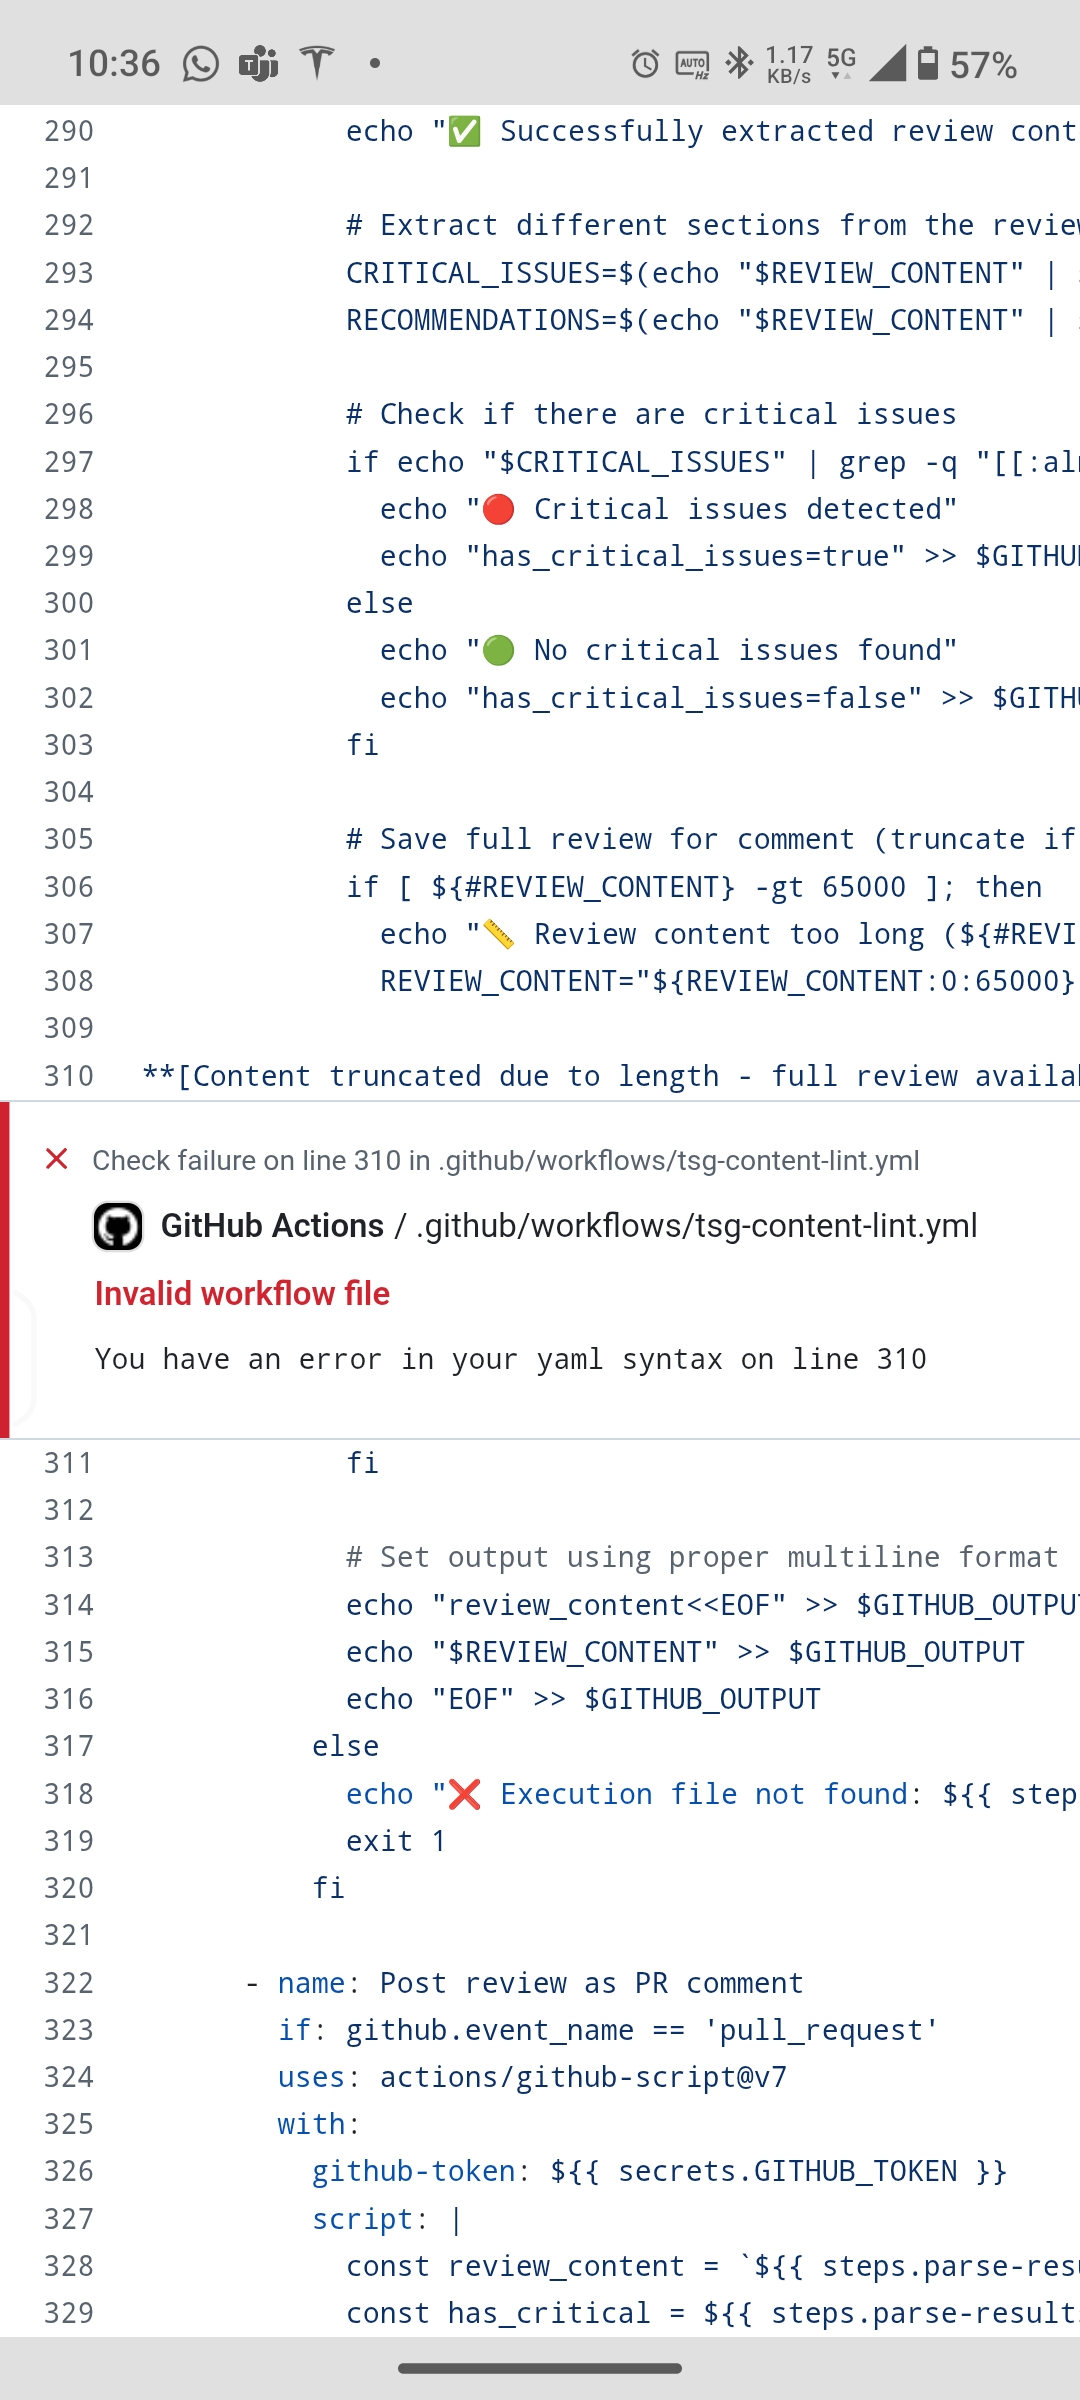 10:36 1.17 KB/s 5G 57%
290 echo "✅ Successfully extracted review cont
291
292 # Extract different sections from the review
293 CRITICAL_ISSUES=$(echo "$REVIEW_CONTENT" |
294 RECOMMENDATIONS=$(echo "$REVIEW_CONTENT" |
295
296 # Check if there are critical issues
297 if echo "$CRITICAL_ISSUES" | grep -q "[[:aln
298 echo "🔴 Critical issues detected"
299 echo "has_critical_issues=true" >> $GITHU
300 else
301 echo "🟢 No critical issues found"
302 echo "has_critical_issues=false" >> $GITH
303 fi
304
305 # Save full review for comment (truncate if
306 if [ ${#REVIEW_CONTENT} -gt 65000 ]; then
307 echo "📏 Review content too long (${#REVI
308 REVIEW_CONTENT="${REVIEW_CONTENT:0:65000}
309
310 **[Content truncated due to length - full review availa
Check failure on line 310 in .github/workflows/tsg-content-lint.yml
GitHub Actions / .github/workflows/tsg-content-lint.yml
Invalid workflow file
You have an error in your yaml syntax on line 310
311 fi
312
313 # Set output using proper multiline format
314 echo "review_content<<EOF" >> $GITHUB_OUTPUT
315 echo "$REVIEW_CONTENT" >> $GITHUB_OUTPUT
316 echo "EOF" >> $GITHUB_OUTPUT
317 else
318 echo "❌ Execution file not found: ${{ step
319 exit 1
320 fi
321
322 - name: Post review as PR comment
323 if: github.event_name == 'pull_request'
324 uses: actions/github-script@v7
325 with:
326 github-token: ${{ secrets.GITHUB_TOKEN }}
327 script: |
328 const review_content = `${{ steps.parse-resu
329 const has_critical = ${{ steps.parse-results